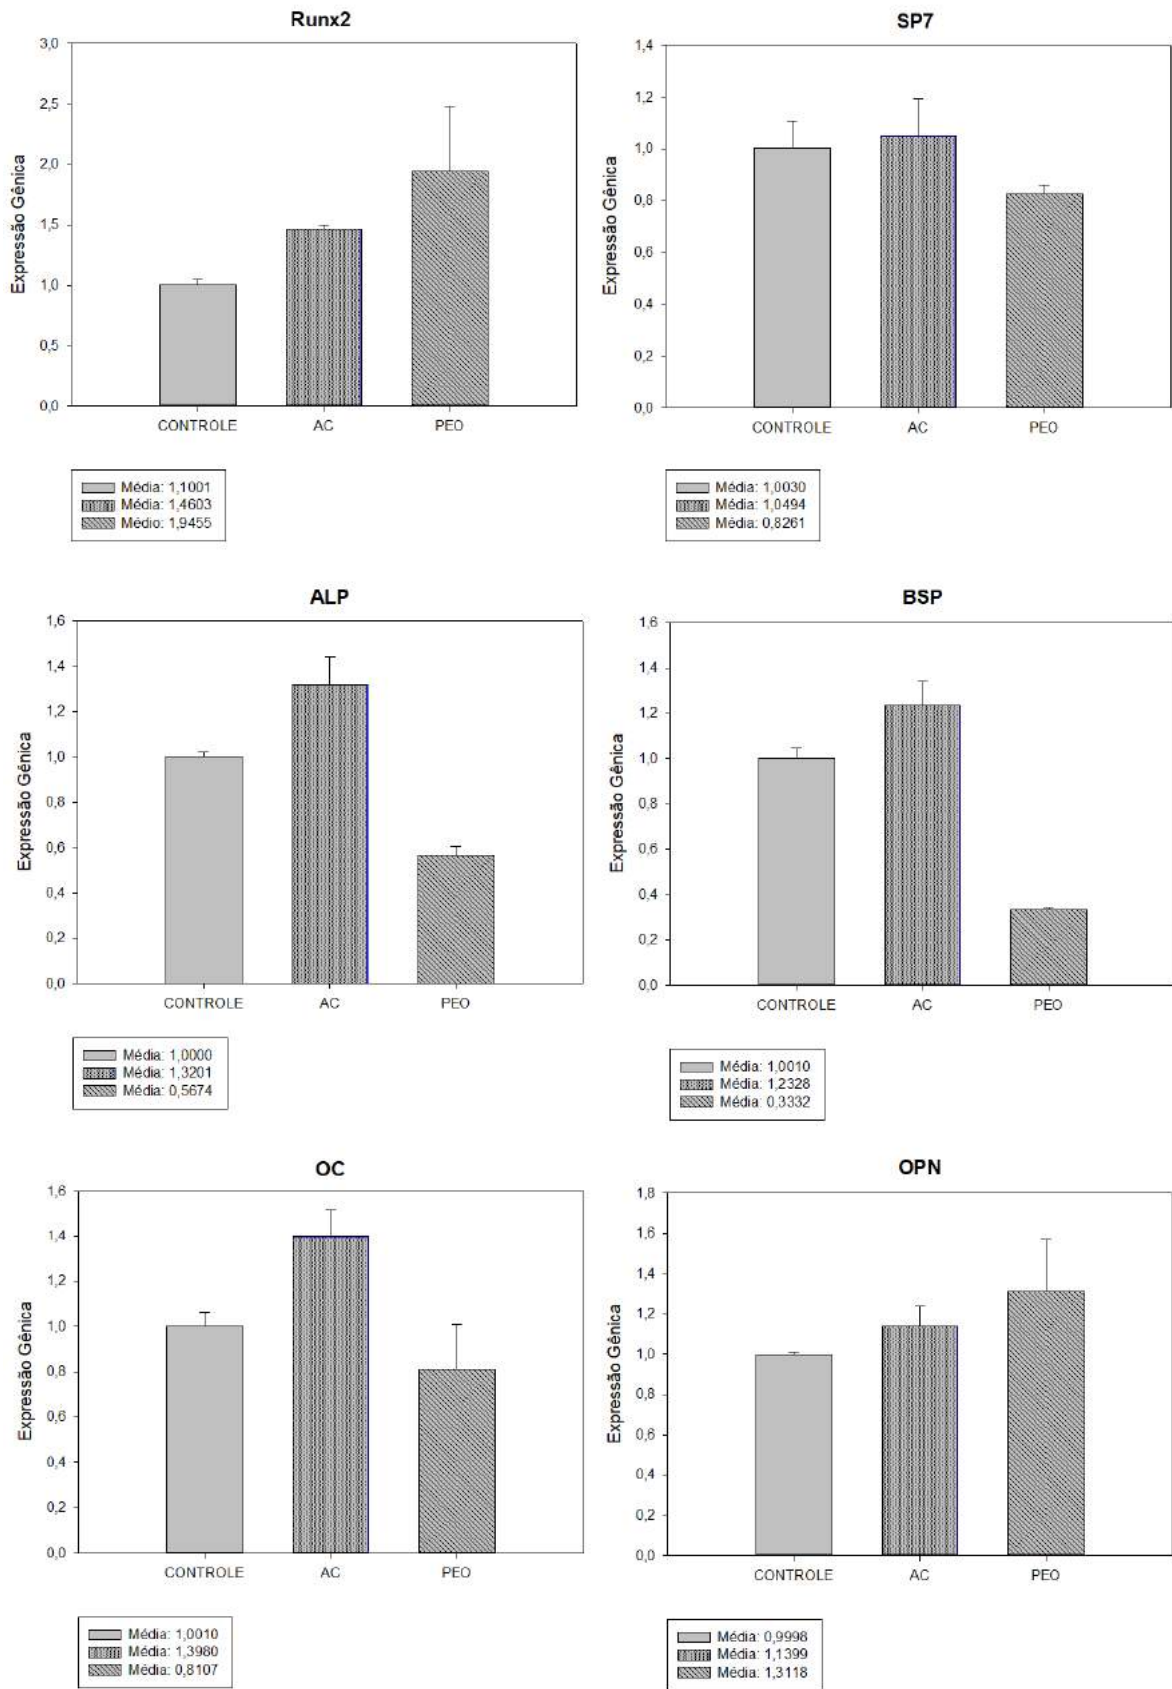 Runx2
3,0
2,5
2,0
1,5
1,0
0,5
0,0
Expressão Gênica
CONTROLE AC PEO
Média: 1,1001
Média: 1,4603
Médio: 1,9455
SP7
1,4
1,2
1,0
0,8
0,6
0,4
0,2
0,0
Expressão Gênica
CONTROLE AC PEO
Média: 1,0030
Média: 1,0494
Média: 0,8261
ALP
1,6
1,4
1,2
1,0
0,8
0,6
0,4
0,2
0,0
Expressão Gênica
CONTROLE AC PEO
Média: 1,0000
Média: 1,3201
Média: 0,5674
BSP
1,6
1,4
1,2
1,0
0,8
0,6
0,4
0,2
0,0
Expressão Gênica
CONTROLE AC PEO
Média: 1,0010
Média: 1,2328
Média: 0,3332
OC
1,6
1,4
1,2
1,0
0,8
0,6
0,4
0,2
0,0
Expressão Gênica
CONTROLE AC PEO
Média: 1,0010
Média: 1,3980
Média: 0,8107
OPN
1,8
1,6
1,4
1,2
1,0
0,8
0,6
0,4
0,2
0,0
Expressão Gênica
CONTROLE AC PEO
Média: 0,9998
Média: 1,1399
Média: 1,3118